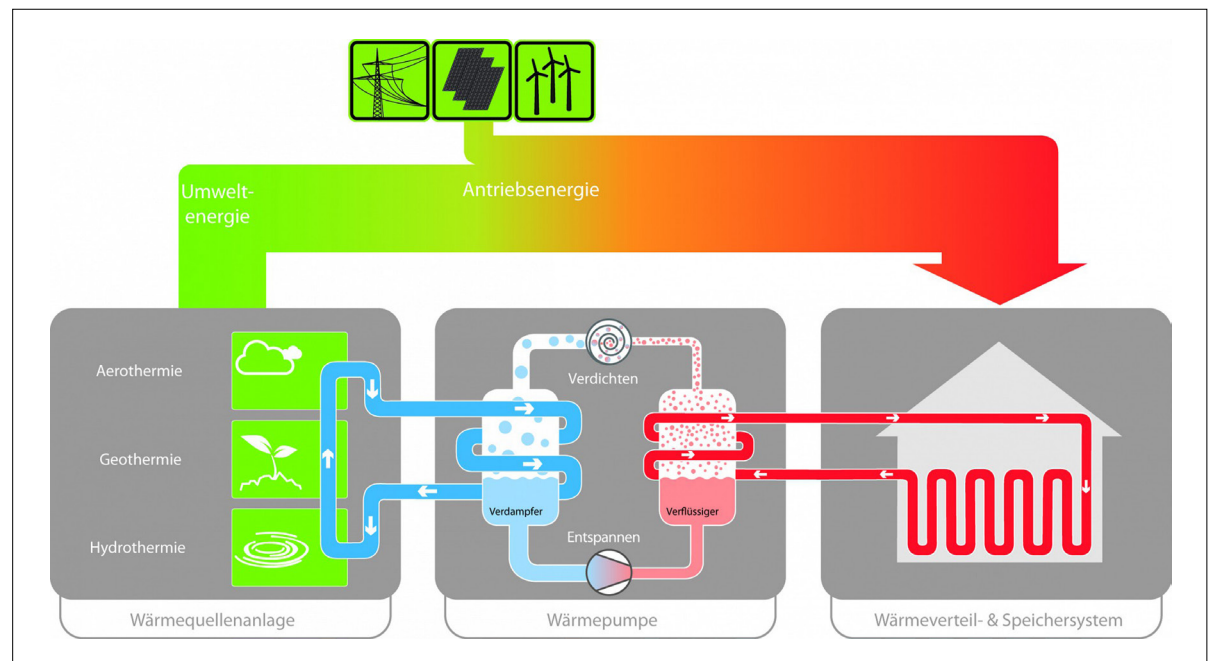 Umwelt-
energie
Antriebsenergie
Aerothermie
Geothermie
Hydrothermie
Verdichten
Verdampfer
Verflüssiger
Entspannen
Wärmequellenanlage
Wärmepumpe
Wärmeverteil- & Speichersystem